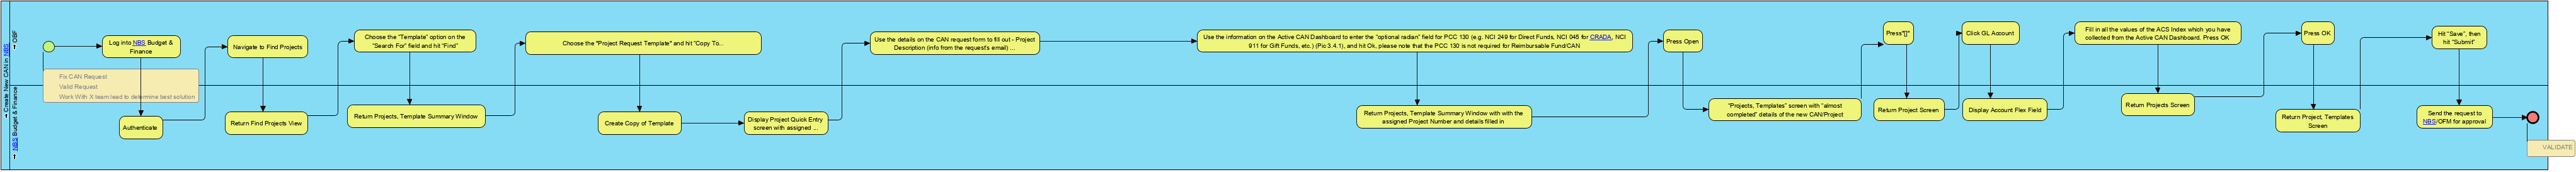 Create New CAN in NBS
OBF
NBS Budget & Finance
Log into NBS Budget &
Finance
Fix CAN Request
Valid Request
Work With X team lead to determine best solution
Authenticate
Navigate to Find Projects
Return Find Projects View
Choose the "Template" option on the
"Search For" field and hit "Find"
Return Projects, Template Summary Window
Choose the "Project Request Template" and hit "Copy To...
Create Copy of Template
Display Project Quick Entry
screen with assigned ...
Use the details on the CAN request form to fill out - Project
Description (info from the request's email) ...
Use the information on the Active CAN Dashboard to enter the "optional radian" field for PCC 130 (e.g. NCI 249 for Direct Funds, NCI 045 for CRADA, NCI
911 for Gift Funds, etc.) (Pic 3.4.1), and hit Ok, please note that the PCC 130 is not required for Reimbursable Fund/CAN
Return Projects, Template Summary Window with with the
assigned Project Number and details filled in
Press Open
"Projects, Templates" screen with "almost
completed" details of the new CAN/Project
Press"[]"
Return Project Screen
Click GL Account
Display Account Flex Field
Fill in all the values of the ACS Index which you have
collected from the Active CAN Dashboard. Press OK
Return Projects Screen
Press OK
Return Project, Templates
Screen
Hit "Save", then
hit "Submit"
Send the request to
NBS/OFM for approval
VALIDATE